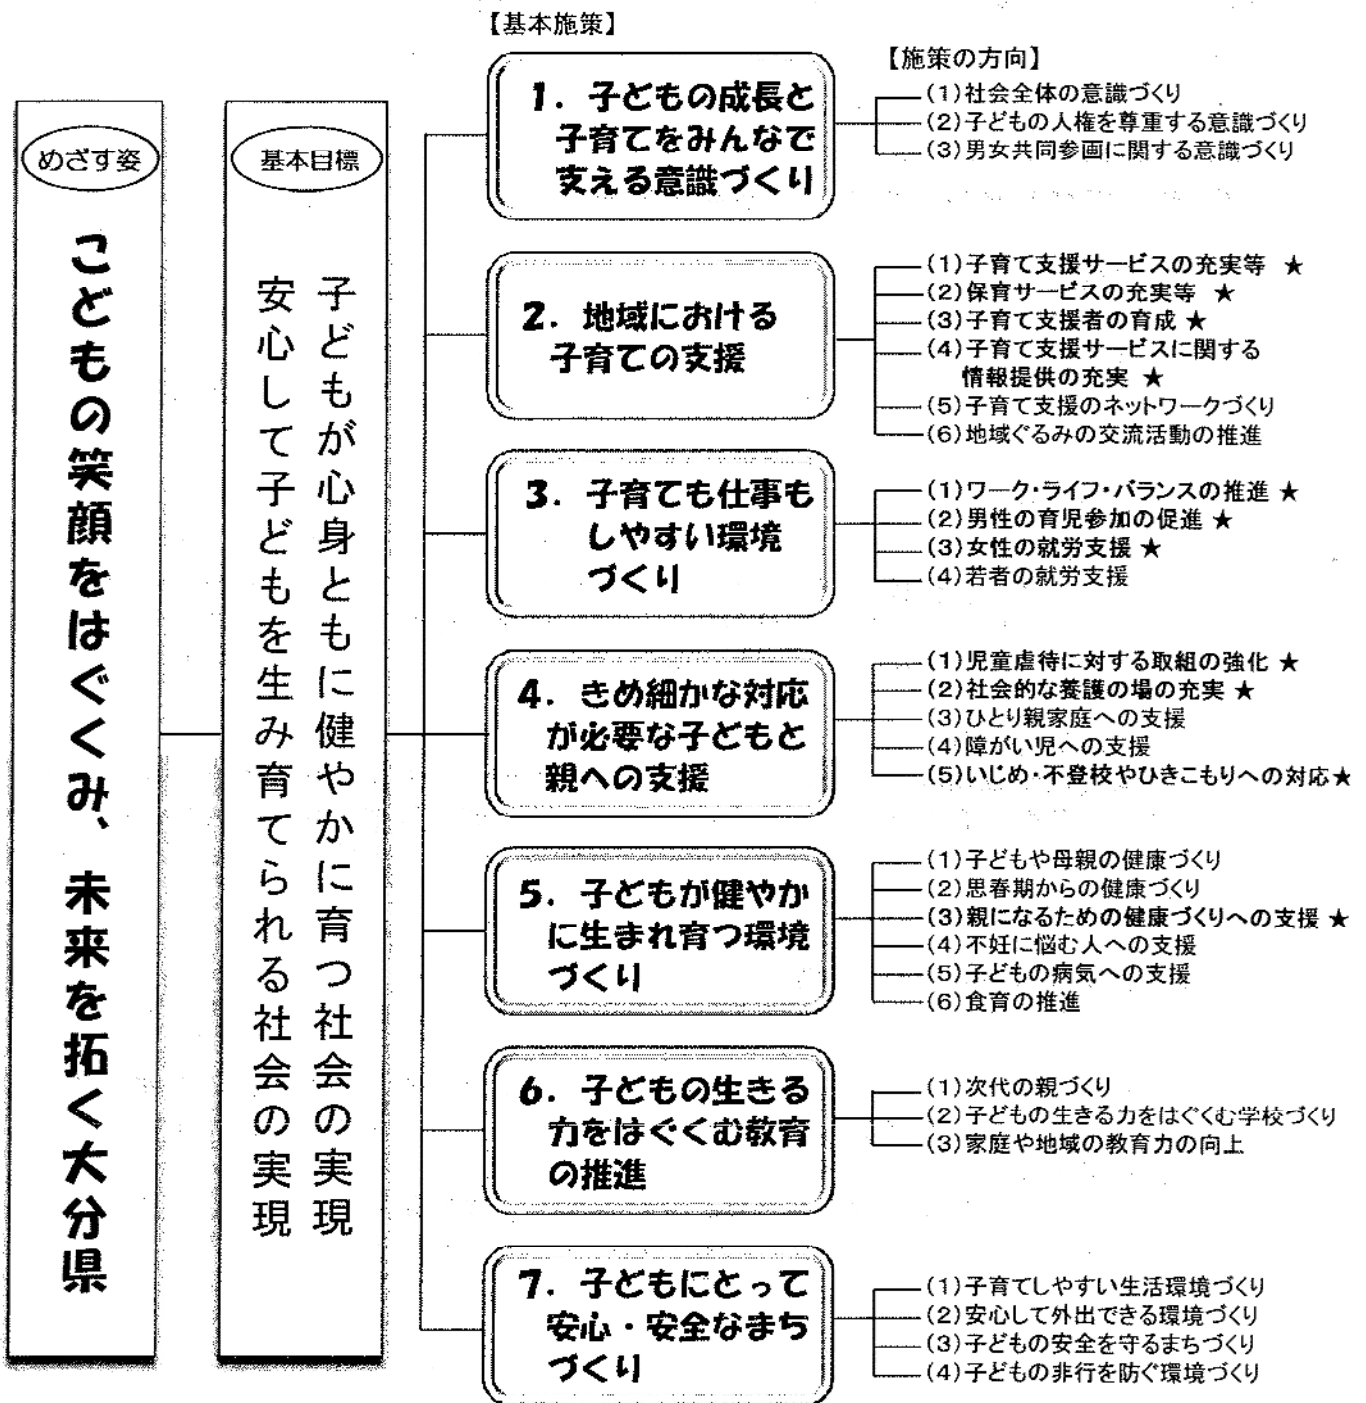 めざす姿
こどもの笑顔をはぐくみ、未来を拓く大分県
基本目標
子どもが心身ともに健やかに育つ社会の実現
安心して子どもを生み育てられる社会の実現
【基本施策】
【施策の方向】
1. 子どもの成長と
子育てをみんなで
支える意識づくり
(1)社会全体の意識づくり
(2)子どもの人権を尊重する意識づくり
(3)男女共同参画に関する意識づくり
2. 地域における
子育ての支援
(1)子育て支援サービスの充実等 ★
(2)保育サービスの充実等 ★
(3)子育て支援者の育成 ★
(4)子育て支援サービスに関する
情報提供の充実 ★
(5)子育て支援のネットワークづくり
(6)地域ぐるみの交流活動の推進
3. 子育ても仕事も
しやすい環境
づくり
(1)ワーク・ライフ・バランスの推進 ★
(2)男性の育児参加の促進 ★
(3)女性の就労支援 ★
(4)若者の就労支援
4. きめ細かな対応
が必要な子どもと
親への支援
(1)児童虐待に対する取組の強化 ★
(2)社会的な養護の場の充実 ★
(3)ひとり親家庭への支援
(4)障がい児への支援
(5)いじめ・不登校やひきこもりへの対応★
5. 子どもが健やか
に生まれ育つ環境
づくり
(1)子どもや母親の健康づくり
(2)思春期からの健康づくり
(3)親になるための健康づくりへの支援 ★
(4)不妊に悩む人への支援
(5)子どもの病気への支援
(6)食育の推進
6. 子どもの生きる
力をはぐくむ教育
の推進
(1)次代の親づくり
(2)子どもの生きる力をはぐくむ学校づくり
(3)家庭や地域の教育力の向上
7. 子どもにとって
安心・安全なまち
づくり
(1)子育てしやすい生活環境づくり
(2)安心して外出できる環境づくり
(3)子どもの安全を守るまちづくり
(4)子どもの非行を防ぐ環境づくり